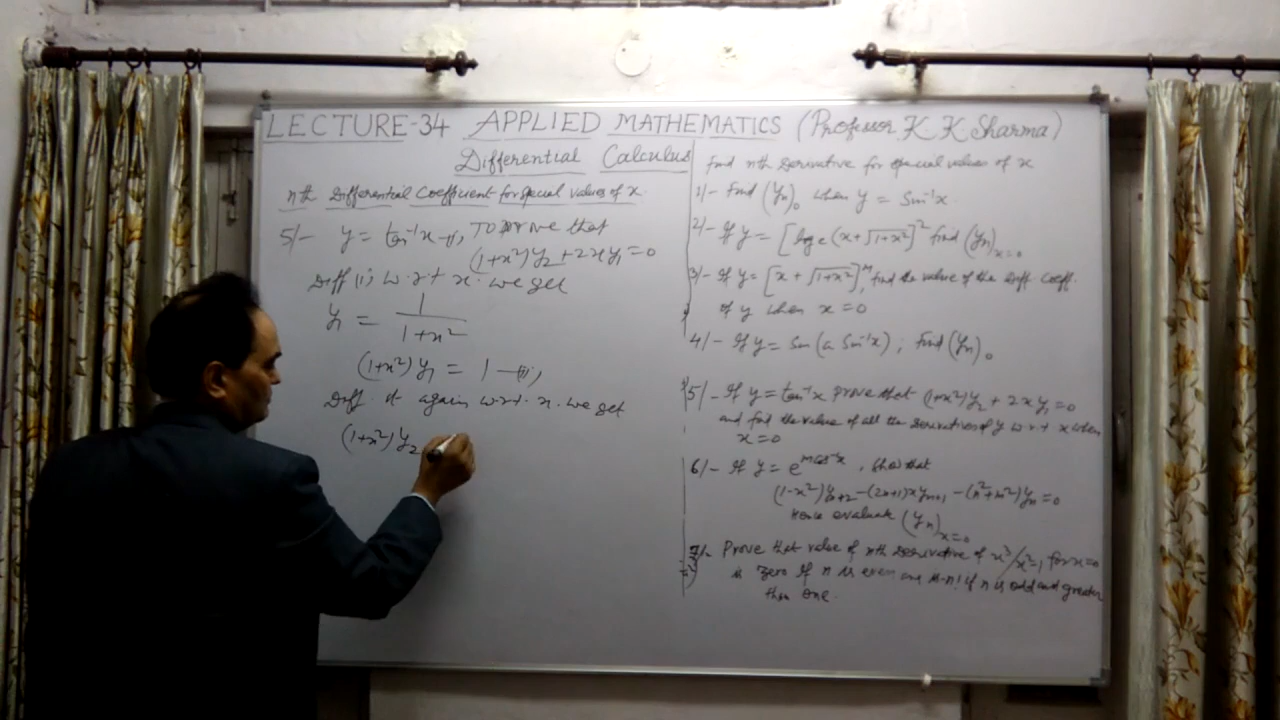 LECTURE-34 APPLIED MATHEMATICS (Professor K. K. Sharma)
Differential Calculus
nth Differential Coefficient for special values of x.
5/- y = tan⁻¹x —(i), TO Prove that
(1+x²)y₂+2xy₁=0
Diff (i) w.r.t x. we get
y₁ = 1/(1+x²)
(1+x²)y₁ = 1 —(ii),
Diff. it again w.r.t. x. we get
(1+x²)y₂
Find nth Derivative for special values of x
1/- Find (yₙ)₀ when y = Sin⁻¹x.
2/- If y = [log e (x+√1+x²)]² find (yₙ)x=0
3/- If y = [x+√1+x²]ᵐ, find the value of the Diff. Coeff.
of y when x=0
4/- If y = Sin (a Sin⁻¹x), Find (yₙ)₀
5/- If y = tan⁻¹x prove that (1+x²)y₂ + 2xy₁=0
and find the value of all the derivatives of y w.r.t x when
x=0
6/- If y = e^(m cos⁻¹x), Show that
(1-x²)yₙ₊₂-(2n+1)xyₙ₊₁-(n²+m²)yₙ=0
Hence evaluate (yₙ)x=0
Prove that value of nth Derivative of x³/x²-1 for x=0
is zero if n is even and is -n! if n is odd and greater
than one.